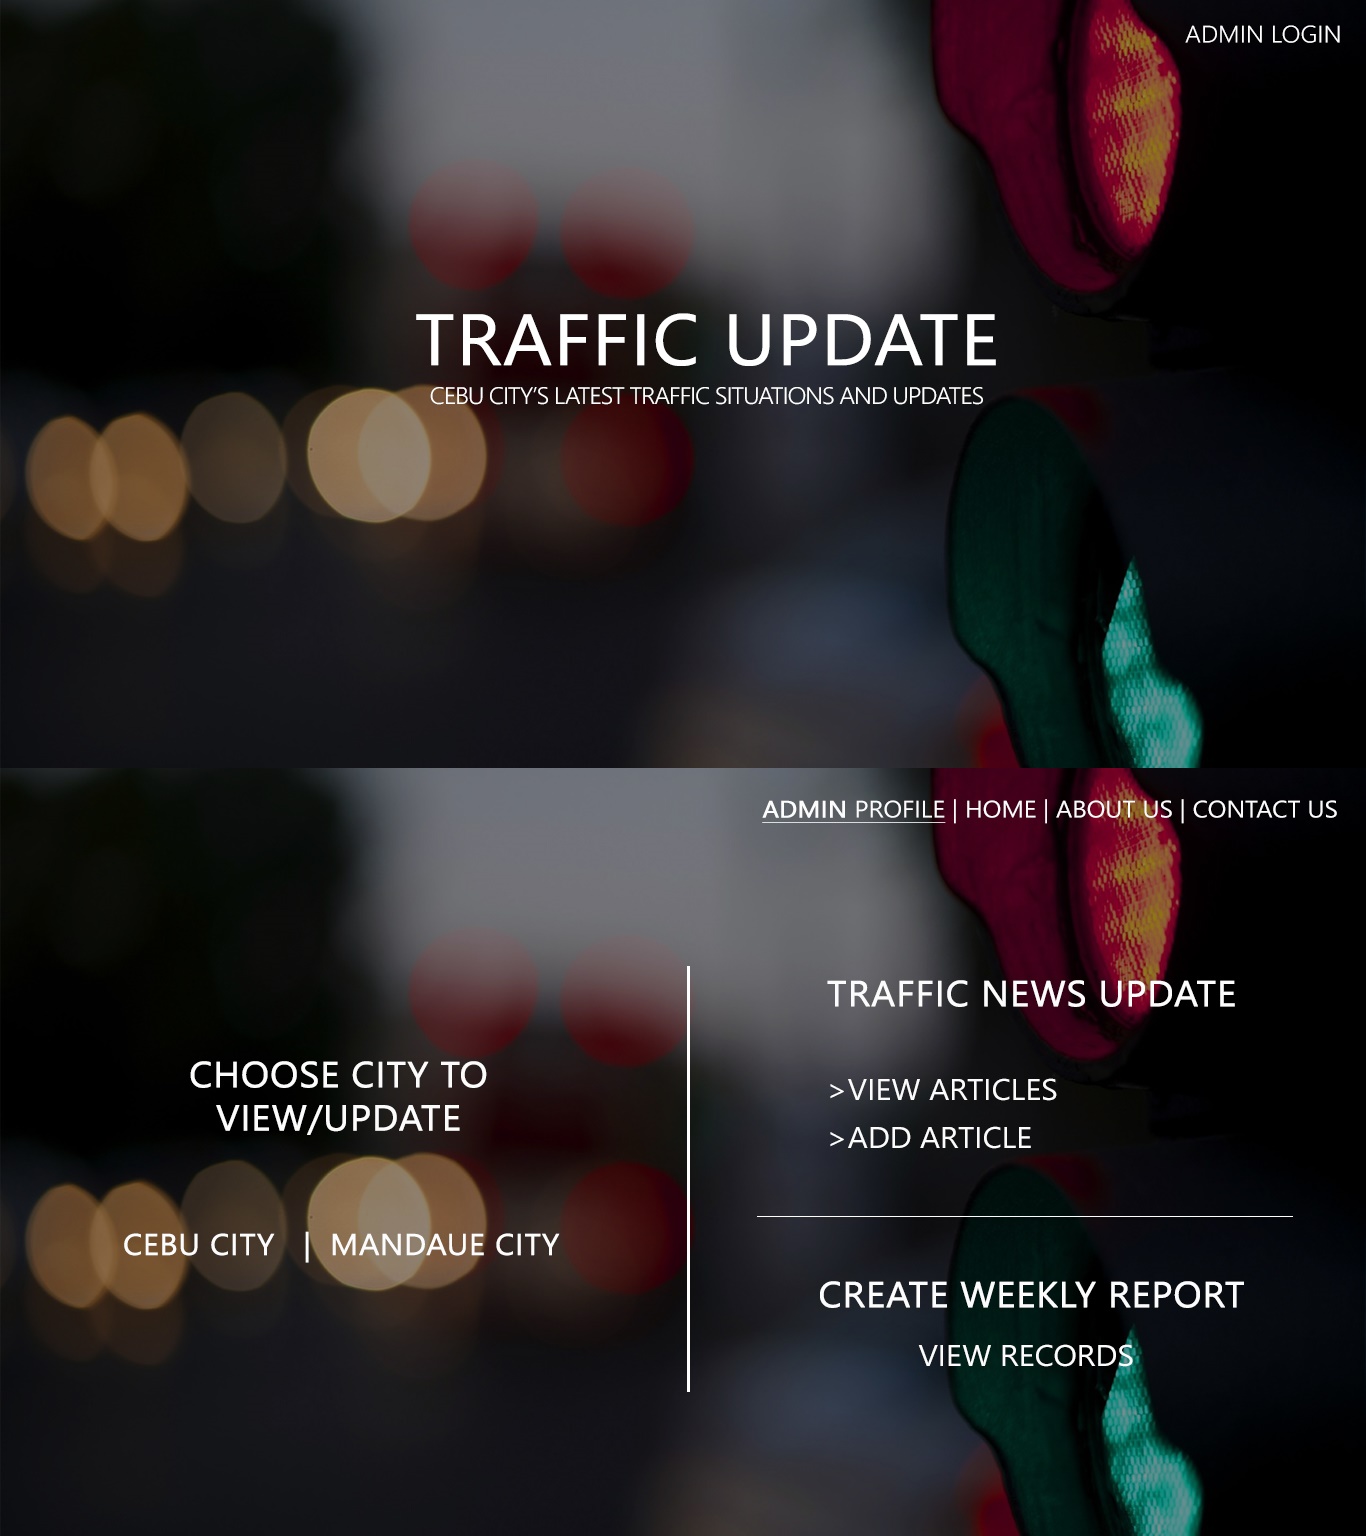 ADMIN LOGIN
TRAFFIC UPDATE
CEBU CITY'S LATEST TRAFFIC SITUATIONS AND UPDATES
ADMIN PROFILE | HOME | ABOUT US | CONTACT US
CHOOSE CITY TO
VIEW/UPDATE
CEBU CITY | MANDAUE CITY
TRAFFIC NEWS UPDATE
>VIEW ARTICLES
>ADD ARTICLE
CREATE WEEKLY REPORT
VIEW RECORDS